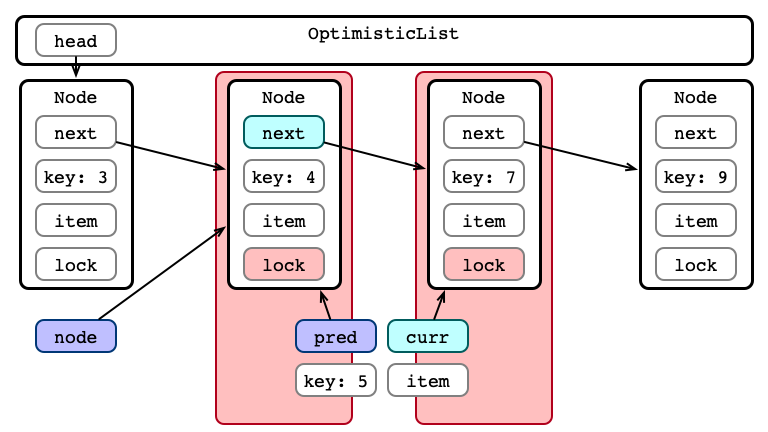 OptimisticList
head
Node
next
key: 3
item
lock
Node
next
key: 4
item
lock
Node
next
key: 7
item
lock
Node
next
key: 9
item
lock
node
pred
curr
key: 5
item